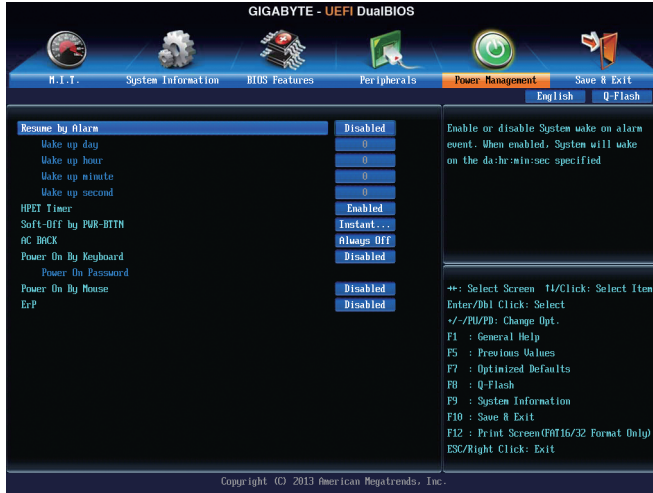 GIGABYTE - UEFI DualBIOS
M.I.T.
System Information
BIOS Features
Peripherals
Power Management
Save & Exit
English
Q-Flash
Resume by Alarm Disabled
Wake up day 0
Wake up hour 0
Wake up minute 0
Wake up second 0
HPET Timer Enabled
Soft-Off by PWR-BTTN Instant...
AC BACK Always Off
Power On By Keyboard Disabled
Power On Password
Power On By Mouse Disabled
ErP Disabled
Enable or disable System wake on alarm
event. When enabled, System will wake
on the da:hr:min:sec specified
→←: Select Screen ↑↓/Click: Select Item
Enter/Dbl Click: Select
+/-/PU/PD: Change Opt.
F1 : General Help
F5 : Previous Values
F7 : Optimized Defaults
F8 : Q-Flash
F9 : System Information
F10 : Save & Exit
F12 : Print Screen(FAT16/32 Format Only)
ESC/Right Click: Exit
Copyright (C) 2013 American Megatrends, Inc.